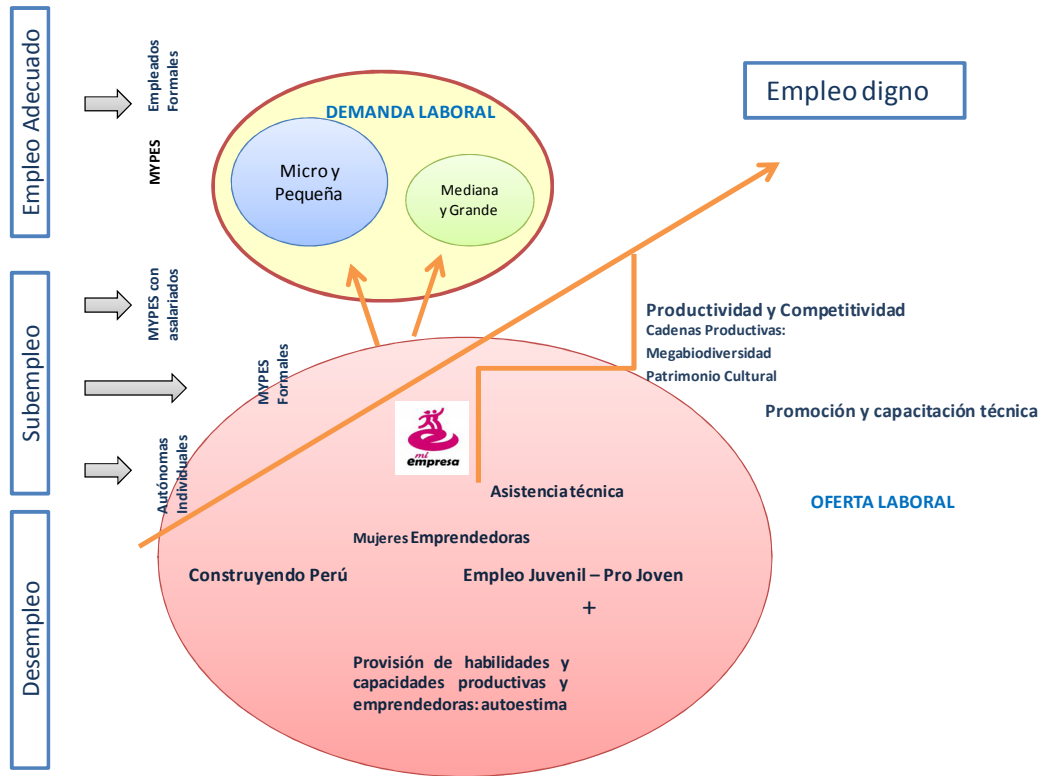 Empleo Adecuado
Empleados
Formales
MYPES
DEMANDA LABORAL
Micro y
Pequeña
Mediana
y Grande
Empleo digno
Subempleo
MYPES con
asalariados
MYPES
Formales
Autónomas
Individuales
Productividad y Competitividad
Cadenas Productivas:
Megabiodiversidad
Patrimonio Cultural
Promoción y capacitación técnica
mi
empresa
Asistencia técnica
OFERTA LABORAL
Mujeres Emprendedoras
Construyendo Perú
Empleo Juvenil – Pro Joven
+
Desempleo
Provisión de habilidades y
capacidades productivas y
emprendedoras: autoestima